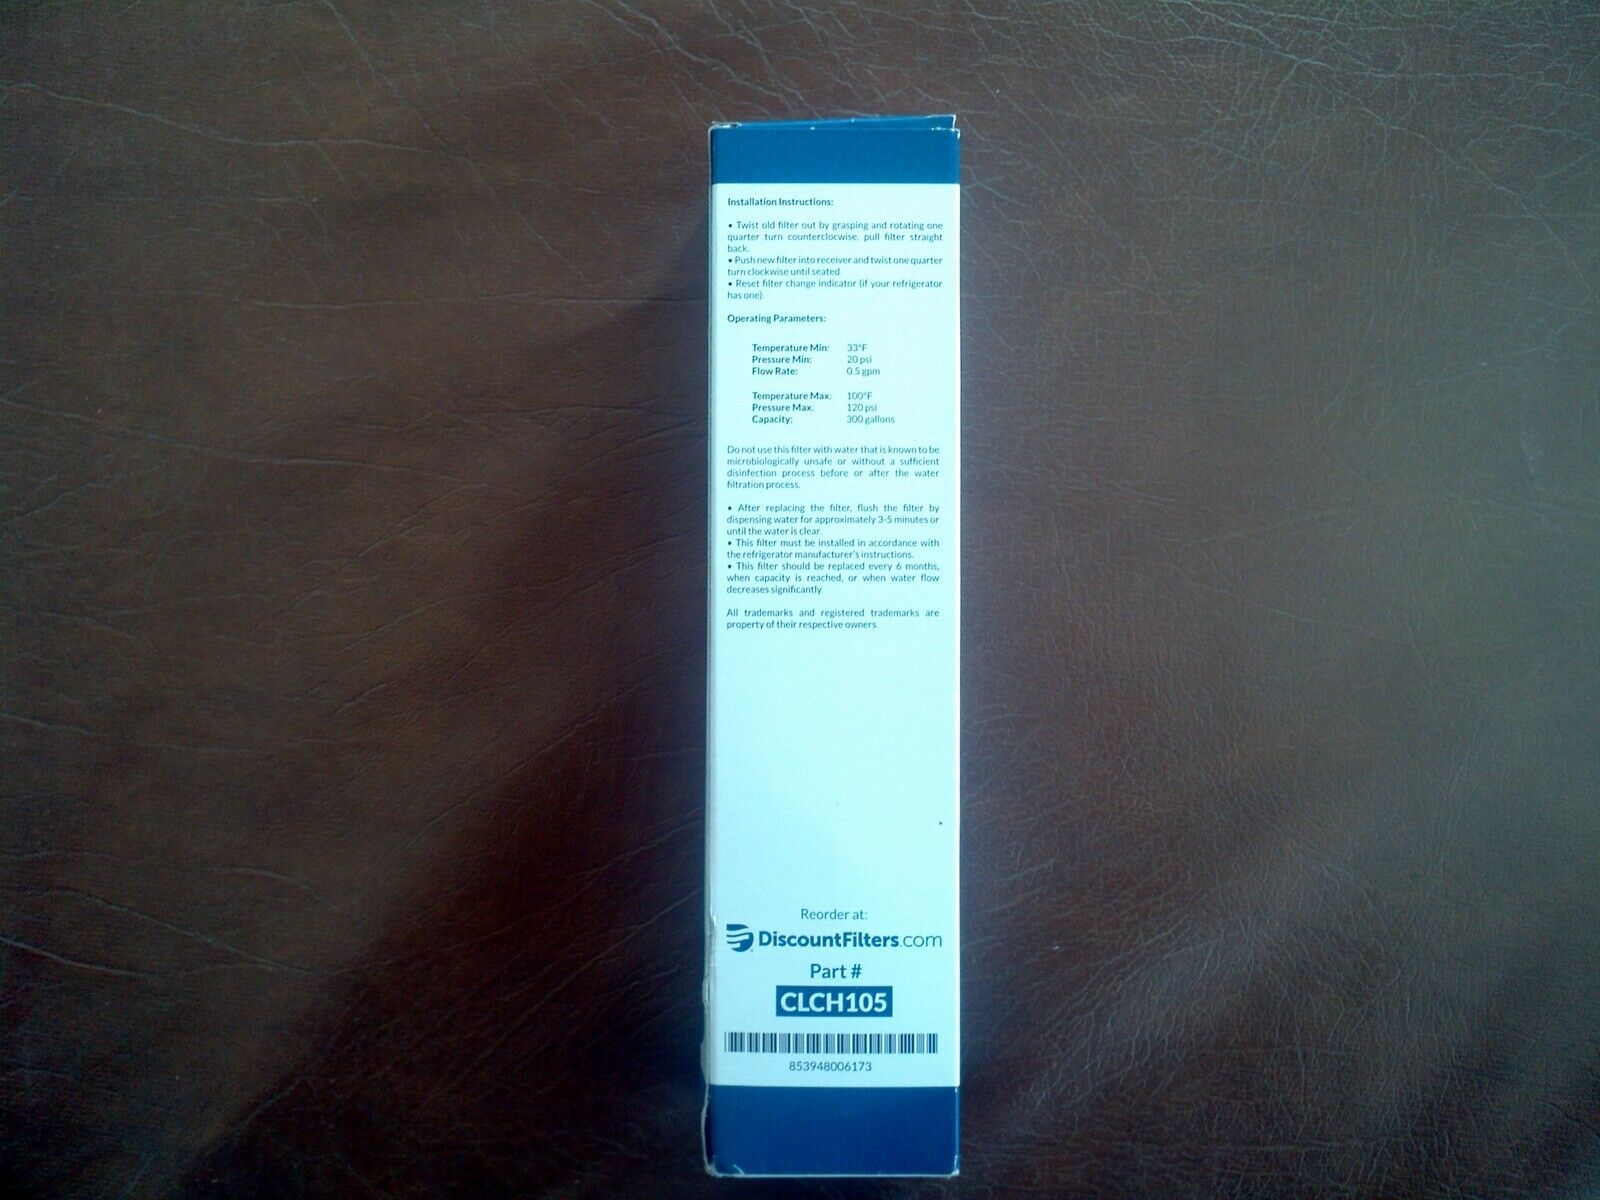 Installation Instructions:
• Twist old filter out by grasping and rotating one
quarter turn counterclocwise, pull filter straight
back.
• Push new filter into receiver and twist one quarter
turn clockwise until seated.
• Reset filter change indicator (if your refrigerator
has one).
Operating Parameters:
Temperature Min: 33°F
Pressure Min: 20 psi
Flow Rate: 0.5 gpm
Temperature Max: 100°F
Pressure Max: 120 psi
Capacity: 300 gallons
Do not use this filter with water that is known to be
microbiologically unsafe or without a sufficient
disinfection process before or after the water
filtration process.
• After replacing the filter, flush the filter by
dispensing water for approximately 3-5 minutes or
until the water is clear.
• This filter must be installed in accordance with
the refrigerator manufacturer's instructions.
• This filter should be replaced every 6 months,
when capacity is reached, or when water flow
decreases significantly.
All trademarks and registered trademarks are
property of their respective owners.
Reorder at:
DiscountFilters.com
Part #
CLCH105
853948006173